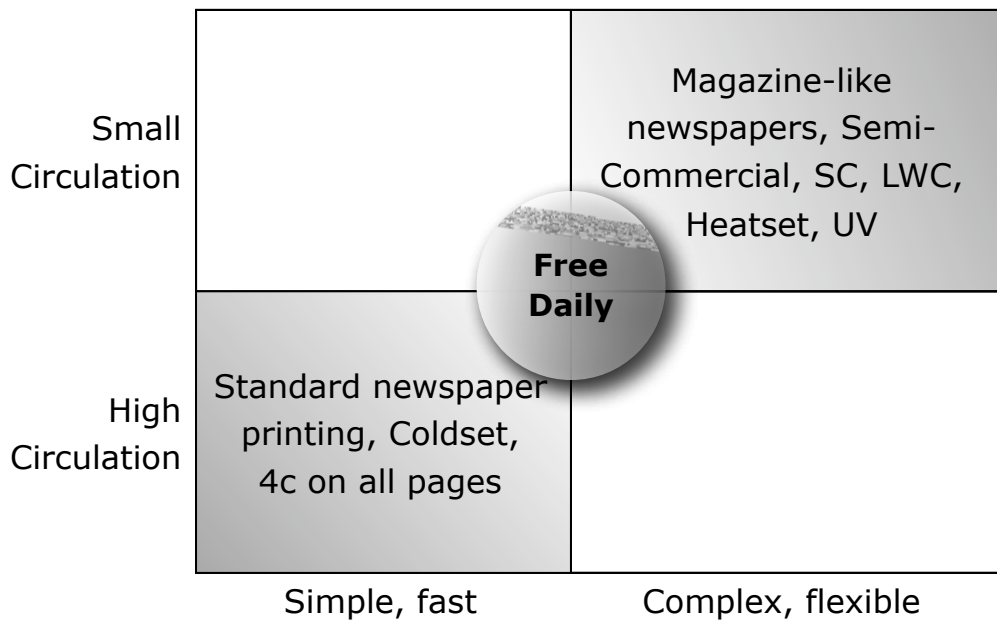 Small
Circulation
Magazine-like
newspapers, Semi-
Commercial, SC, LWC,
Heatset, UV
Free
Daily
High
Circulation
Standard newspaper
printing, Coldset,
4c on all pages
Simple, fast
Complex, flexible